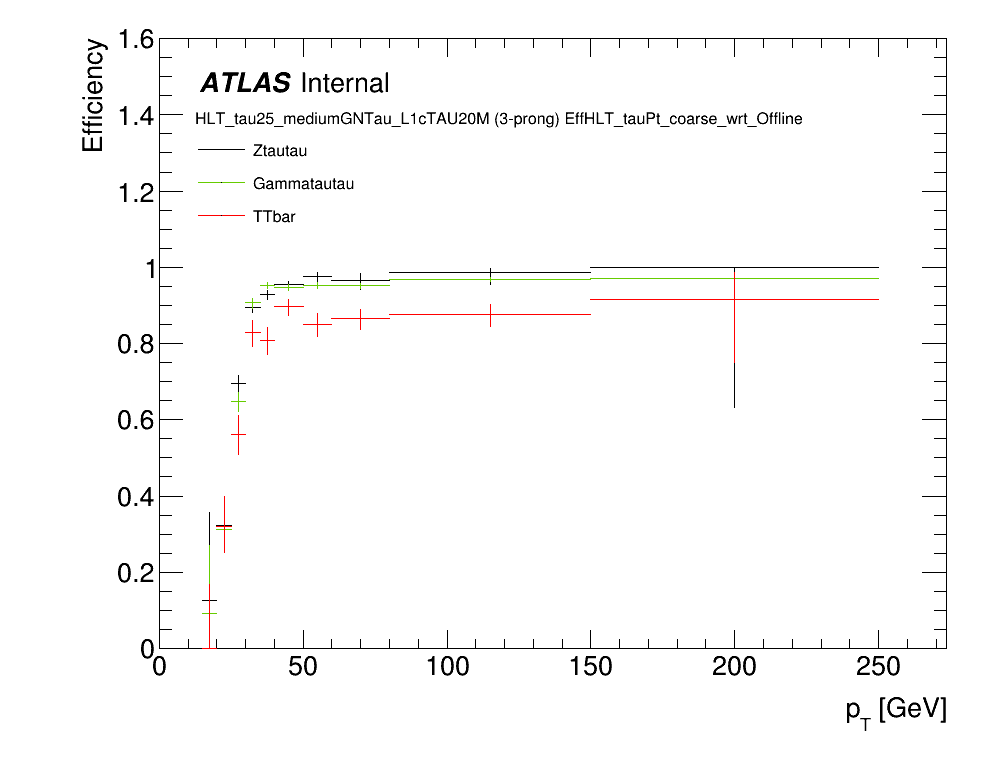 Efficiency
ATLAS Internal
HLT_tau25_mediumGNTau_L1cTAU20M (3-prong) EffHLT_tauPt_coarse_wrt_Offline
Ztautau
Gammatautau
TTbar
1.6
1.4
1.2
1
0.8
0.6
0.4
0.2
0
0 50 100 150 200 250
p_T [GeV]